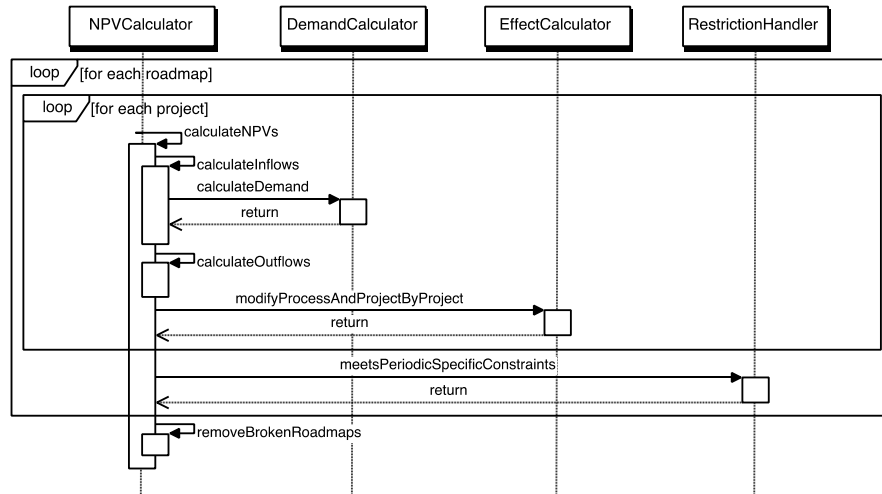 NPVCalculator
DemandCalculator
EffectCalculator
RestrictionHandler
loop
[for each roadmap]
loop
[for each project]
calculateNPVs
calculateInflows
calculateDemand
return
calculateOutflows
modifyProcessAndProjectByProject
return
meetsPeriodicSpecificConstraints
return
removeBrokenRoadmaps